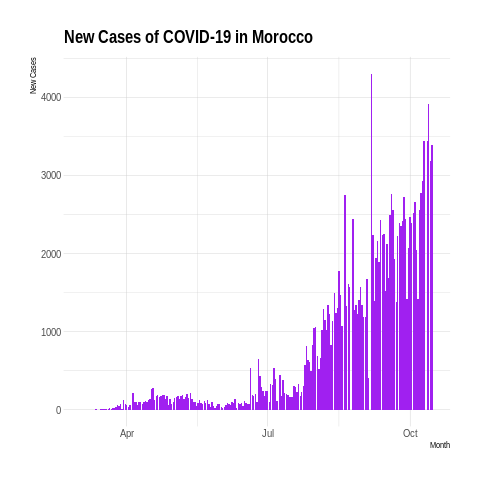 New Cases of COVID-19 in Morocco
New Cases
4000
3000
2000
1000
0
Apr
Jul
Oct
Month